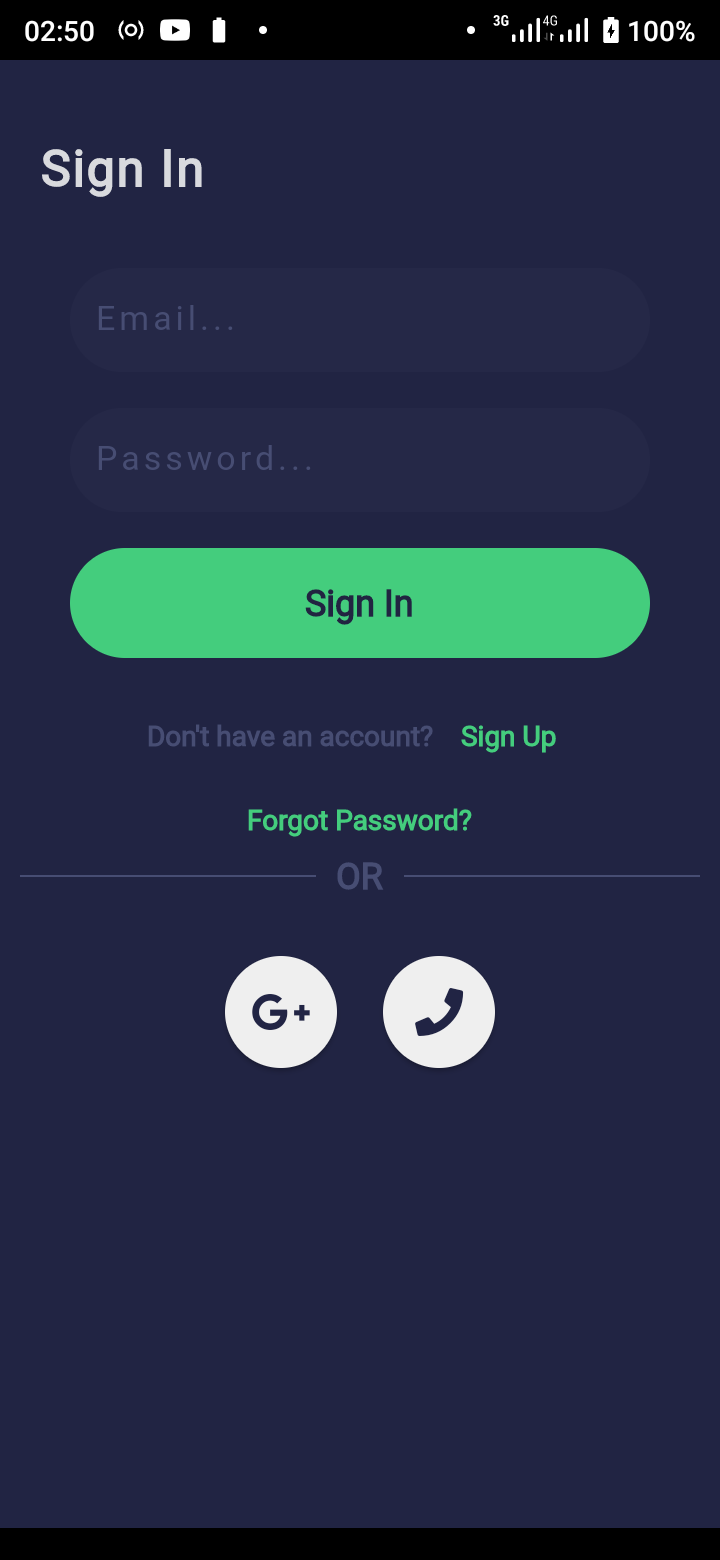 02:50 3G 4G 100%
Sign In
Email...
Password...
Sign In
Don't have an account? Sign Up
Forgot Password?
OR
G+